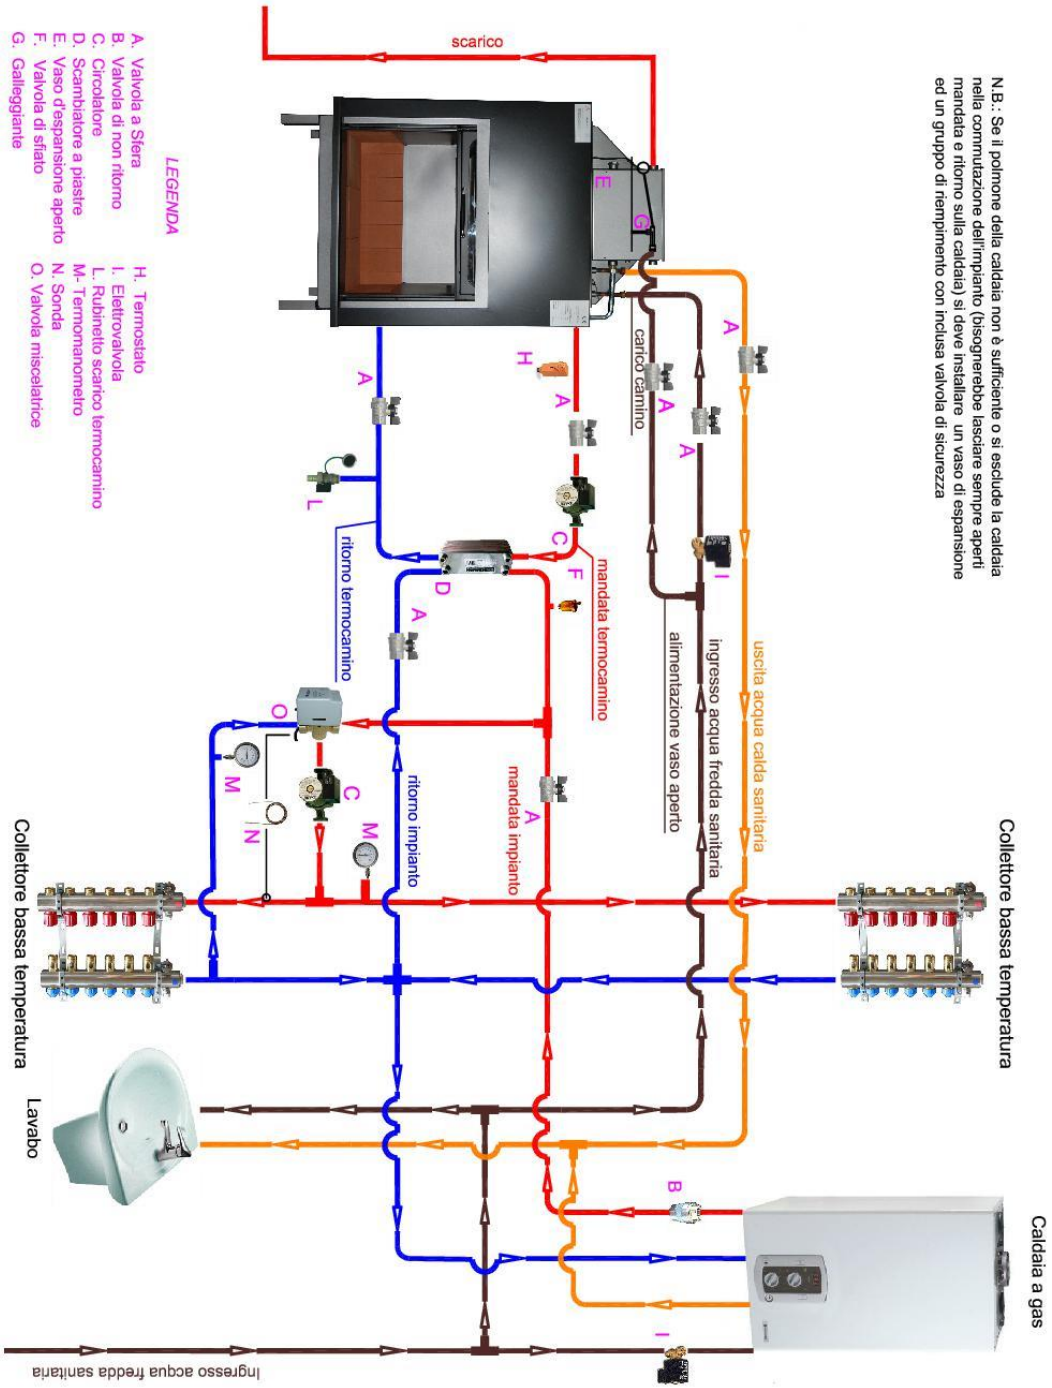 N.B.: Se il polmone della caldaia non è sufficiente o si esclude la caldaia
nella commutazione dell'impianto (bisognerebbe lasciare sempre aperti
mandata e ritorno sulla caldaia) si deve installare un vaso di espansione
ed un gruppo di riempimento con inclusa valvola di sicurezza
Caldaia a gas
Collettore bassa temperatura
uscita acqua calda sanitaria
ingresso acqua fredda sanitaria
alimentazione vaso aperto
carico camino
mandata termocamino
mandata impianto
ritorno impianto
ritorno termocamino
scarico
E
G
A
A
A
I
H
A
C
F
A
L
D
A
A
O
M
C
N
M
B
I
LEGENDA
A. Valvola a Sfera
B. Valvola di non ritorno
C. Circolatore
D. Scambiatore a piastre
E. Vaso d'espansione aperto
F. Valvola di sfiato
G. Galleggiante
H. Termostato
I. Elettrovalvola
L. Rubinetto scarico termocamino
M- Termomanometro
N. Sonda
O. Valvola miscelatrice
Collettore bassa temperatura
Lavabo
Ingresso acqua fredda sanitaria